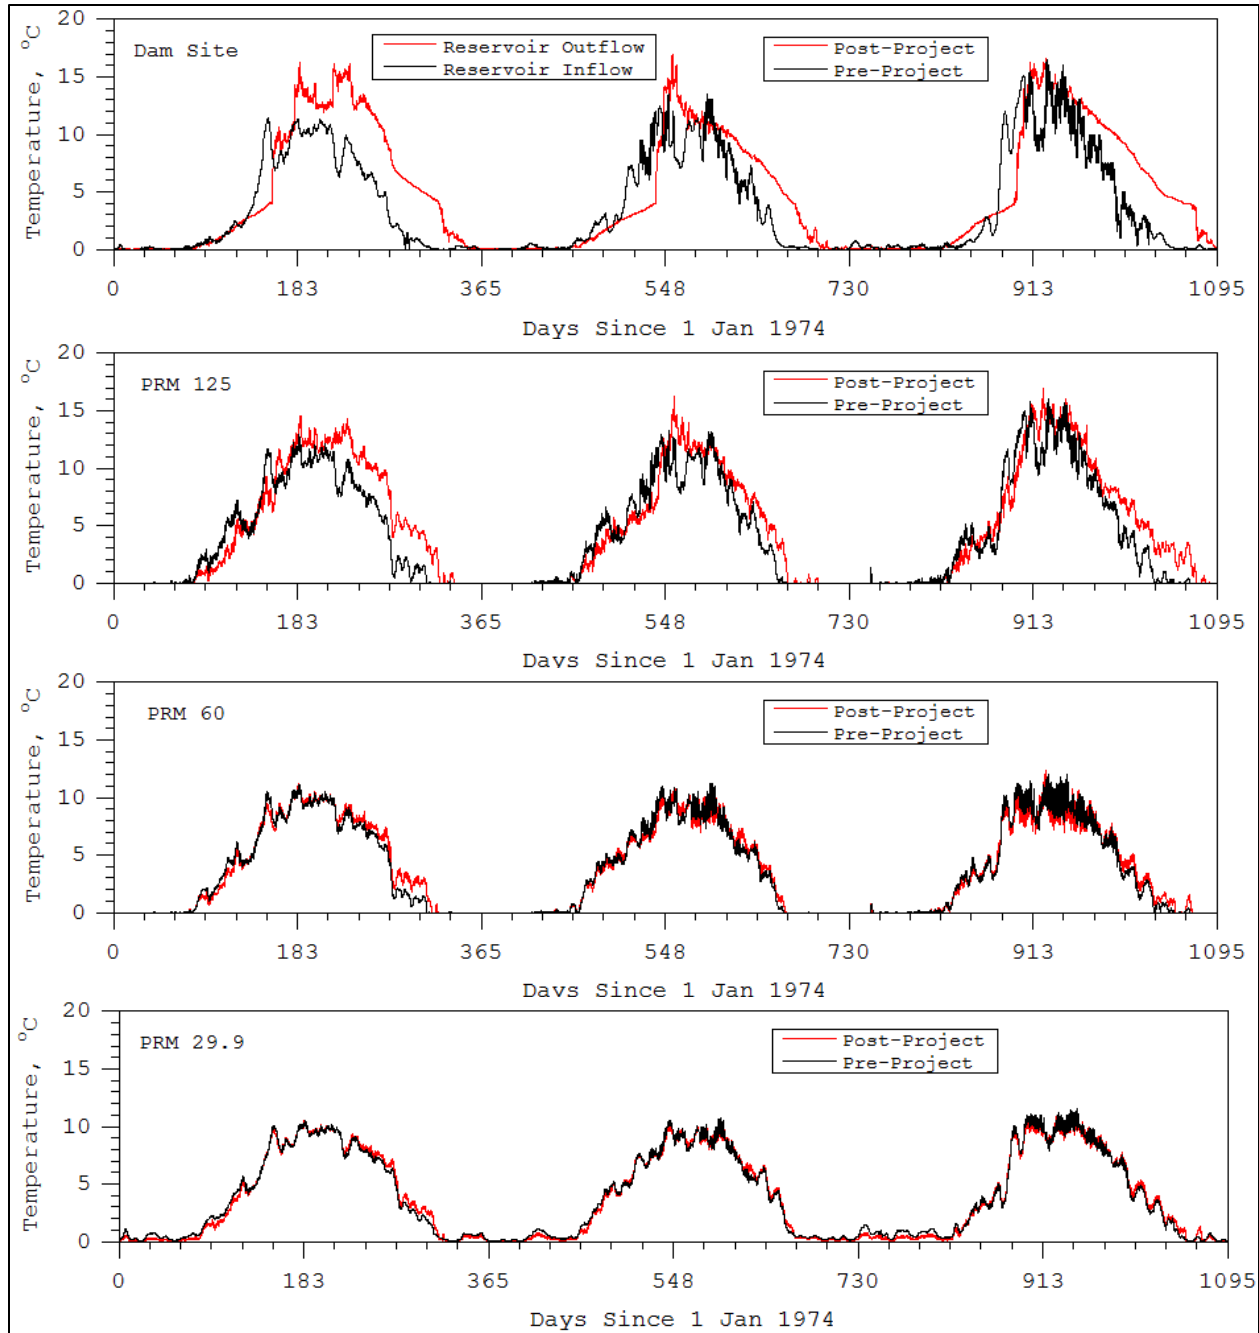 20
15
10
5
0
Temperature, °C
Dam Site
Reservoir Outflow
Reservoir Inflow
Post-Project
Pre-Project
0 183 365 548 730 913 1095
Days Since 1 Jan 1974
20
15
10
5
0
Temperature, °C
PRM 125
Post-Project
Pre-Project
0 183 365 548 730 913 1095
Days Since 1 Jan 1974
20
15
10
5
0
Temperature, °C
PRM 60
Post-Project
Pre-Project
0 183 365 548 730 913 1095
Days Since 1 Jan 1974
20
15
10
5
0
Temperature, °C
PRM 29.9
Post-Project
Pre-Project
0 183 365 548 730 913 1095
Days Since 1 Jan 1974